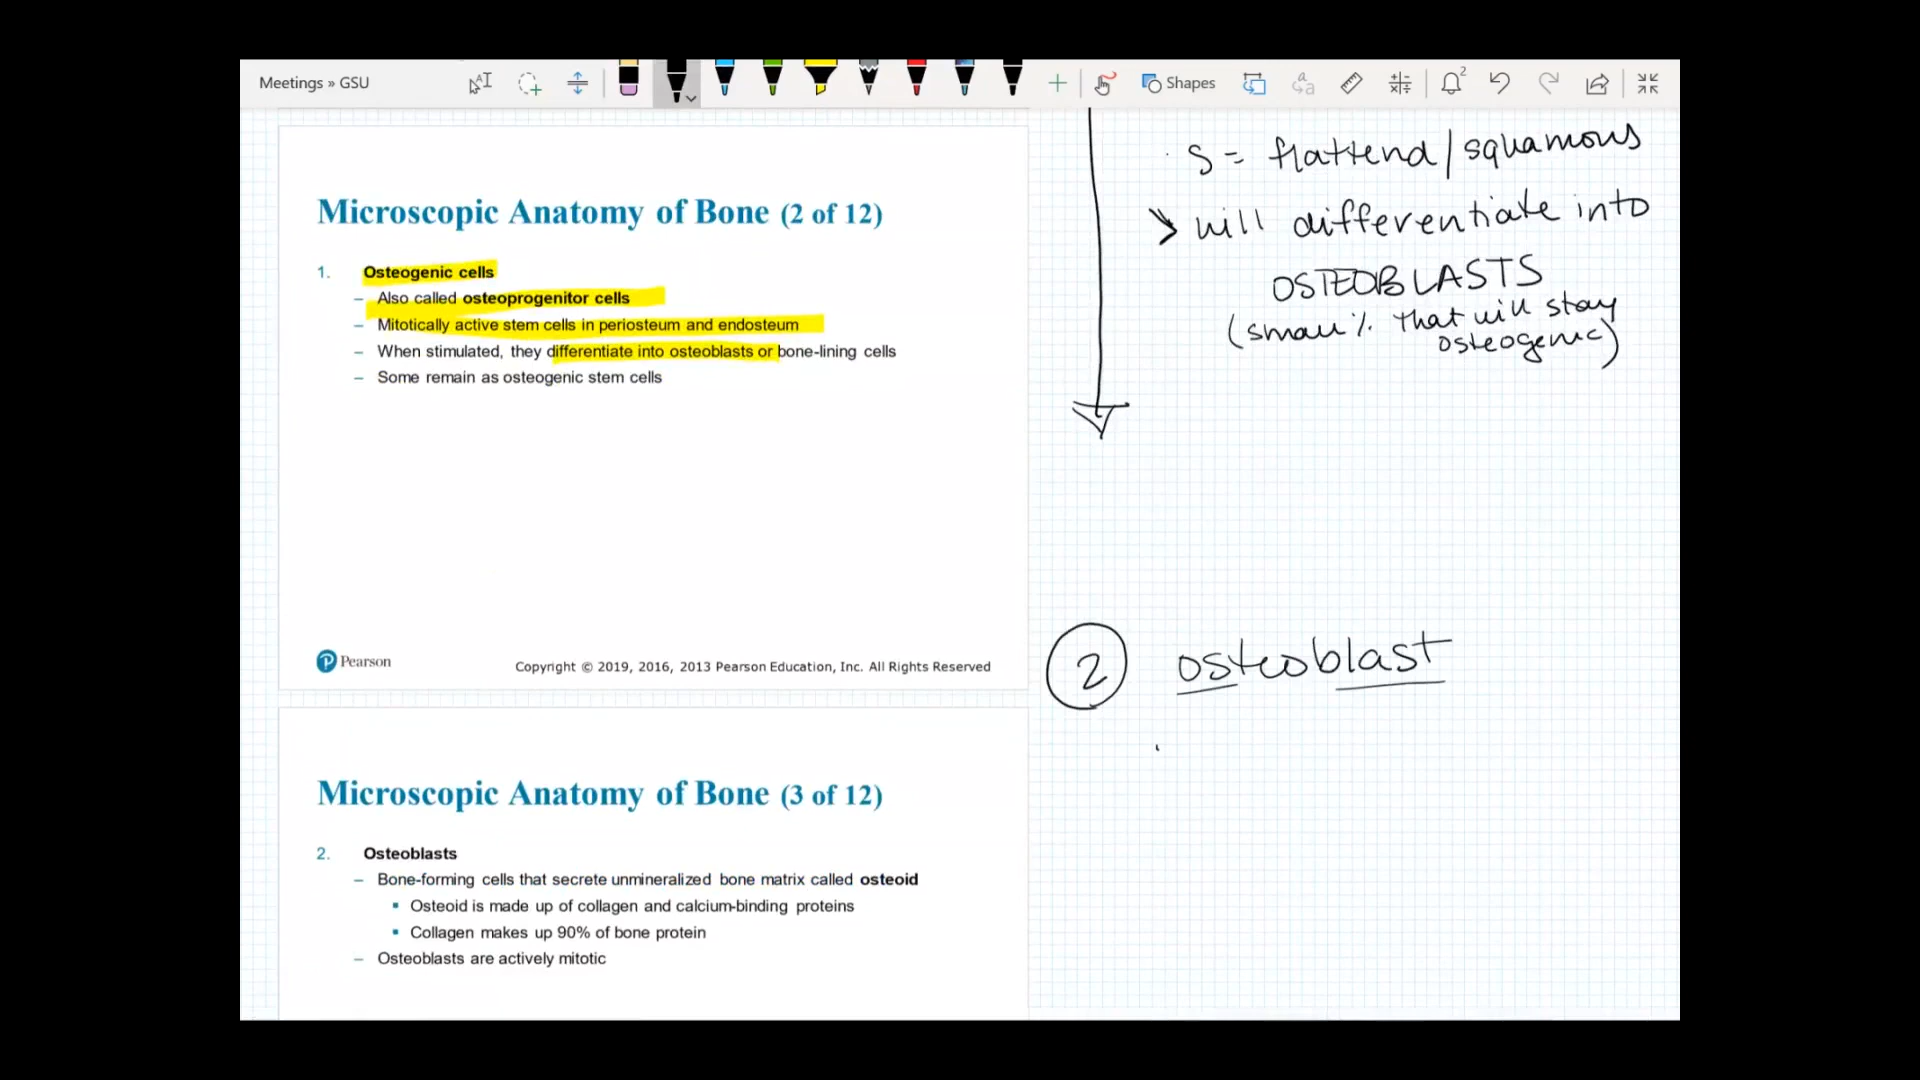 Meetings » GSU
Shapes
2
Microscopic Anatomy of Bone (2 of 12)
1. Osteogenic cells
– Also called osteoprogenitor cells
– Mitotically active stem cells in periosteum and endosteum
– When stimulated, they differentiate into osteoblasts or bone-lining cells
– Some remain as osteogenic stem cells
Pearson
Copyright © 2019, 2016, 2013 Pearson Education, Inc. All Rights Reserved
Microscopic Anatomy of Bone (3 of 12)
2. Osteoblasts
– Bone-forming cells that secrete unmineralized bone matrix called osteoid
▪ Osteoid is made up of collagen and calcium-binding proteins
▪ Collagen makes up 90% of bone protein
– Osteoblasts are actively mitotic
S = flattend / squamous
> will differentiate into
OSTEOBLASTS
(small % that will stay
osteogenic)
2 osteoblast